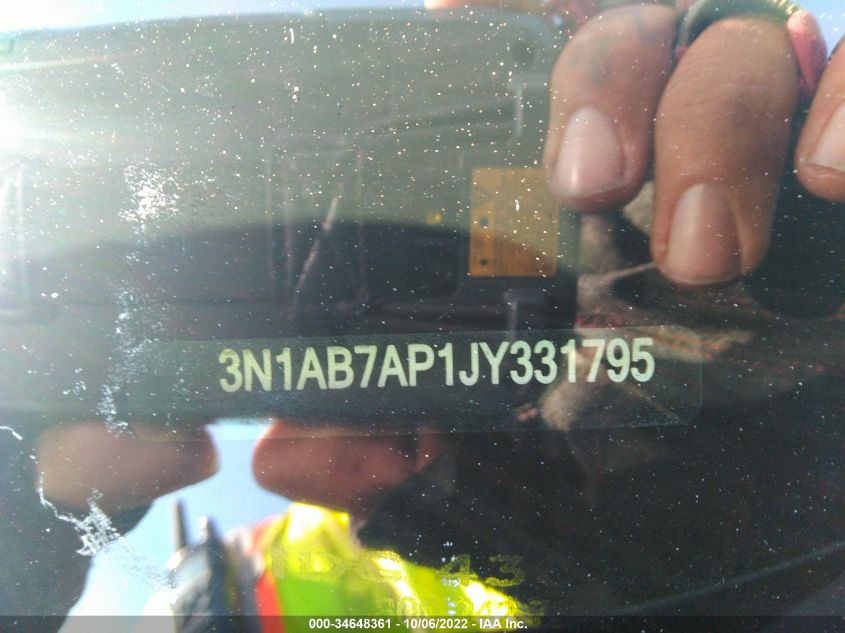 3N1AB7AP1JY331795
000-34648361 - 10/06/2022 - IAA Inc.